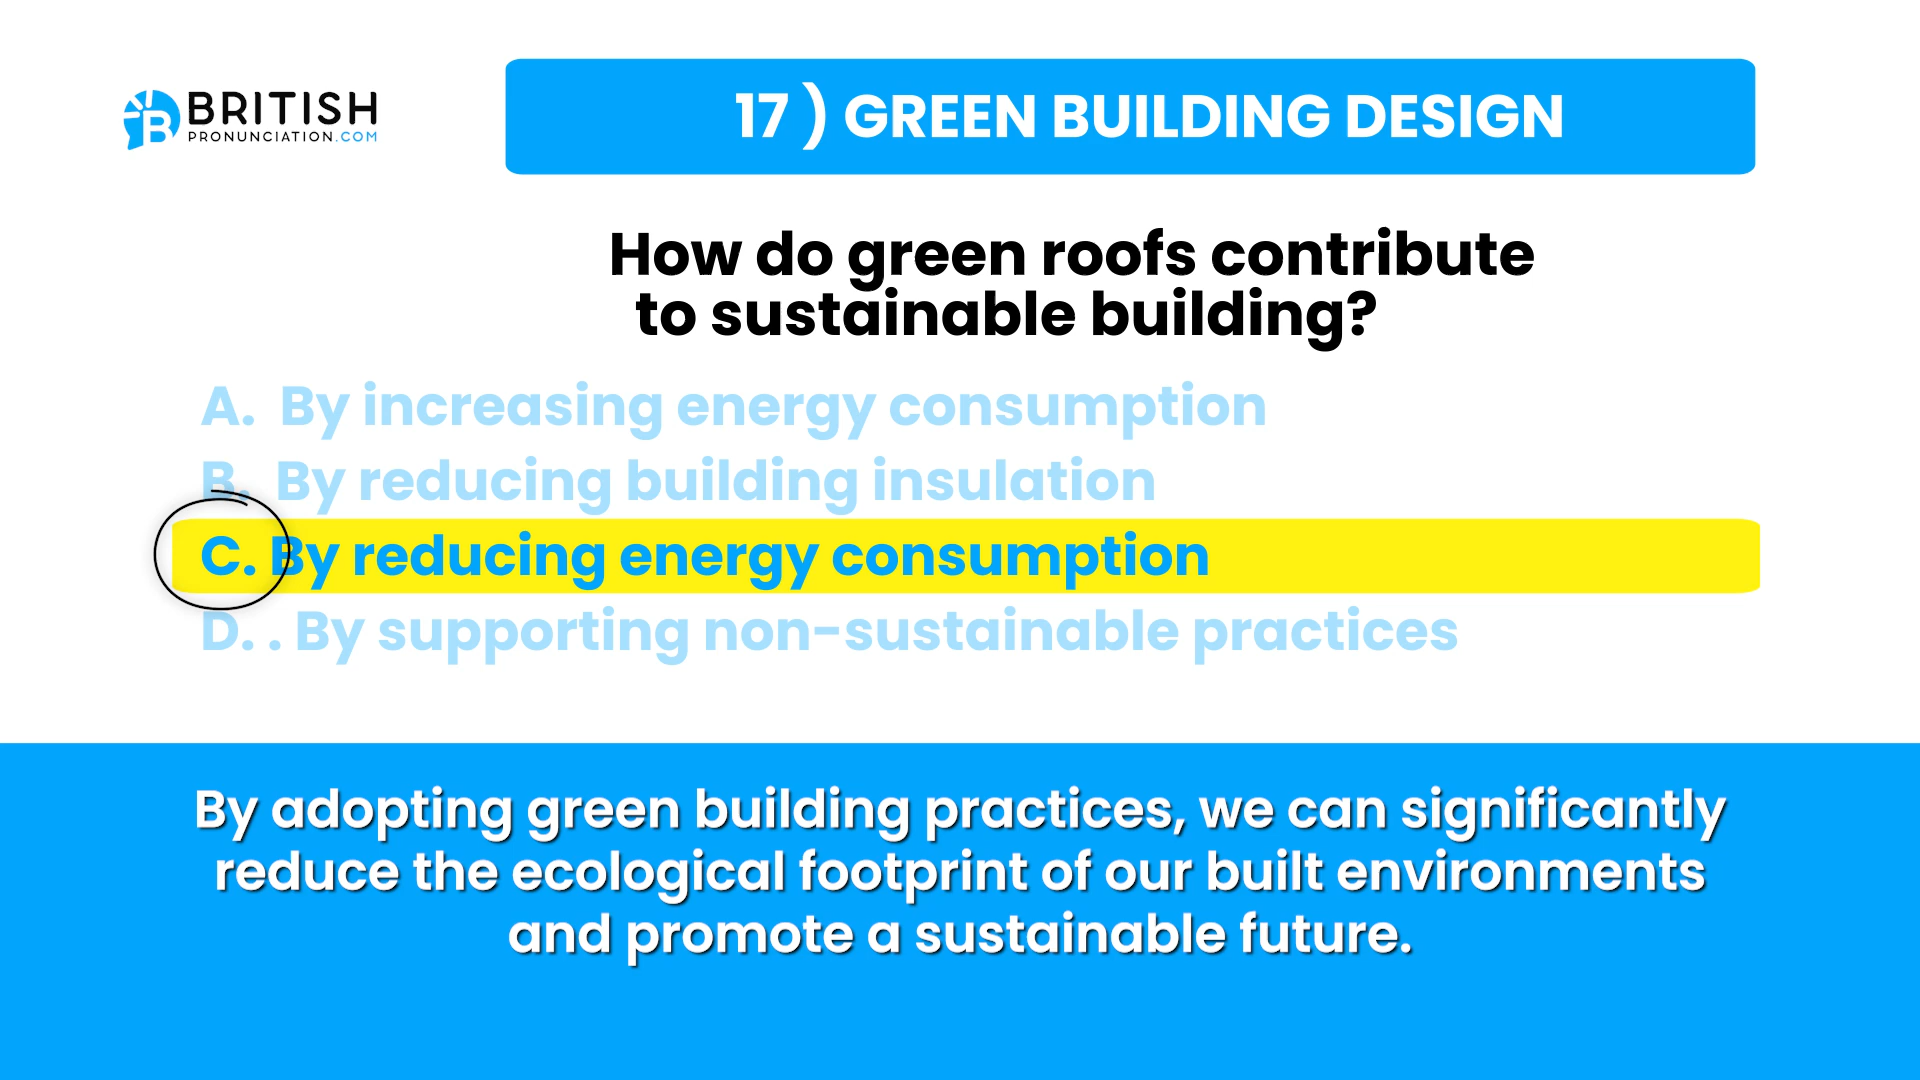 BRITISH
PRONUNCIATION.COM
17 ) GREEN BUILDING DESIGN
How do green roofs contribute
to sustainable building?
A. By increasing energy consumption
B. By reducing building insulation
C. By reducing energy consumption
D. . By supporting non-sustainable practices
By adopting green building practices, we can significantly
reduce the ecological footprint of our built environments
and promote a sustainable future.